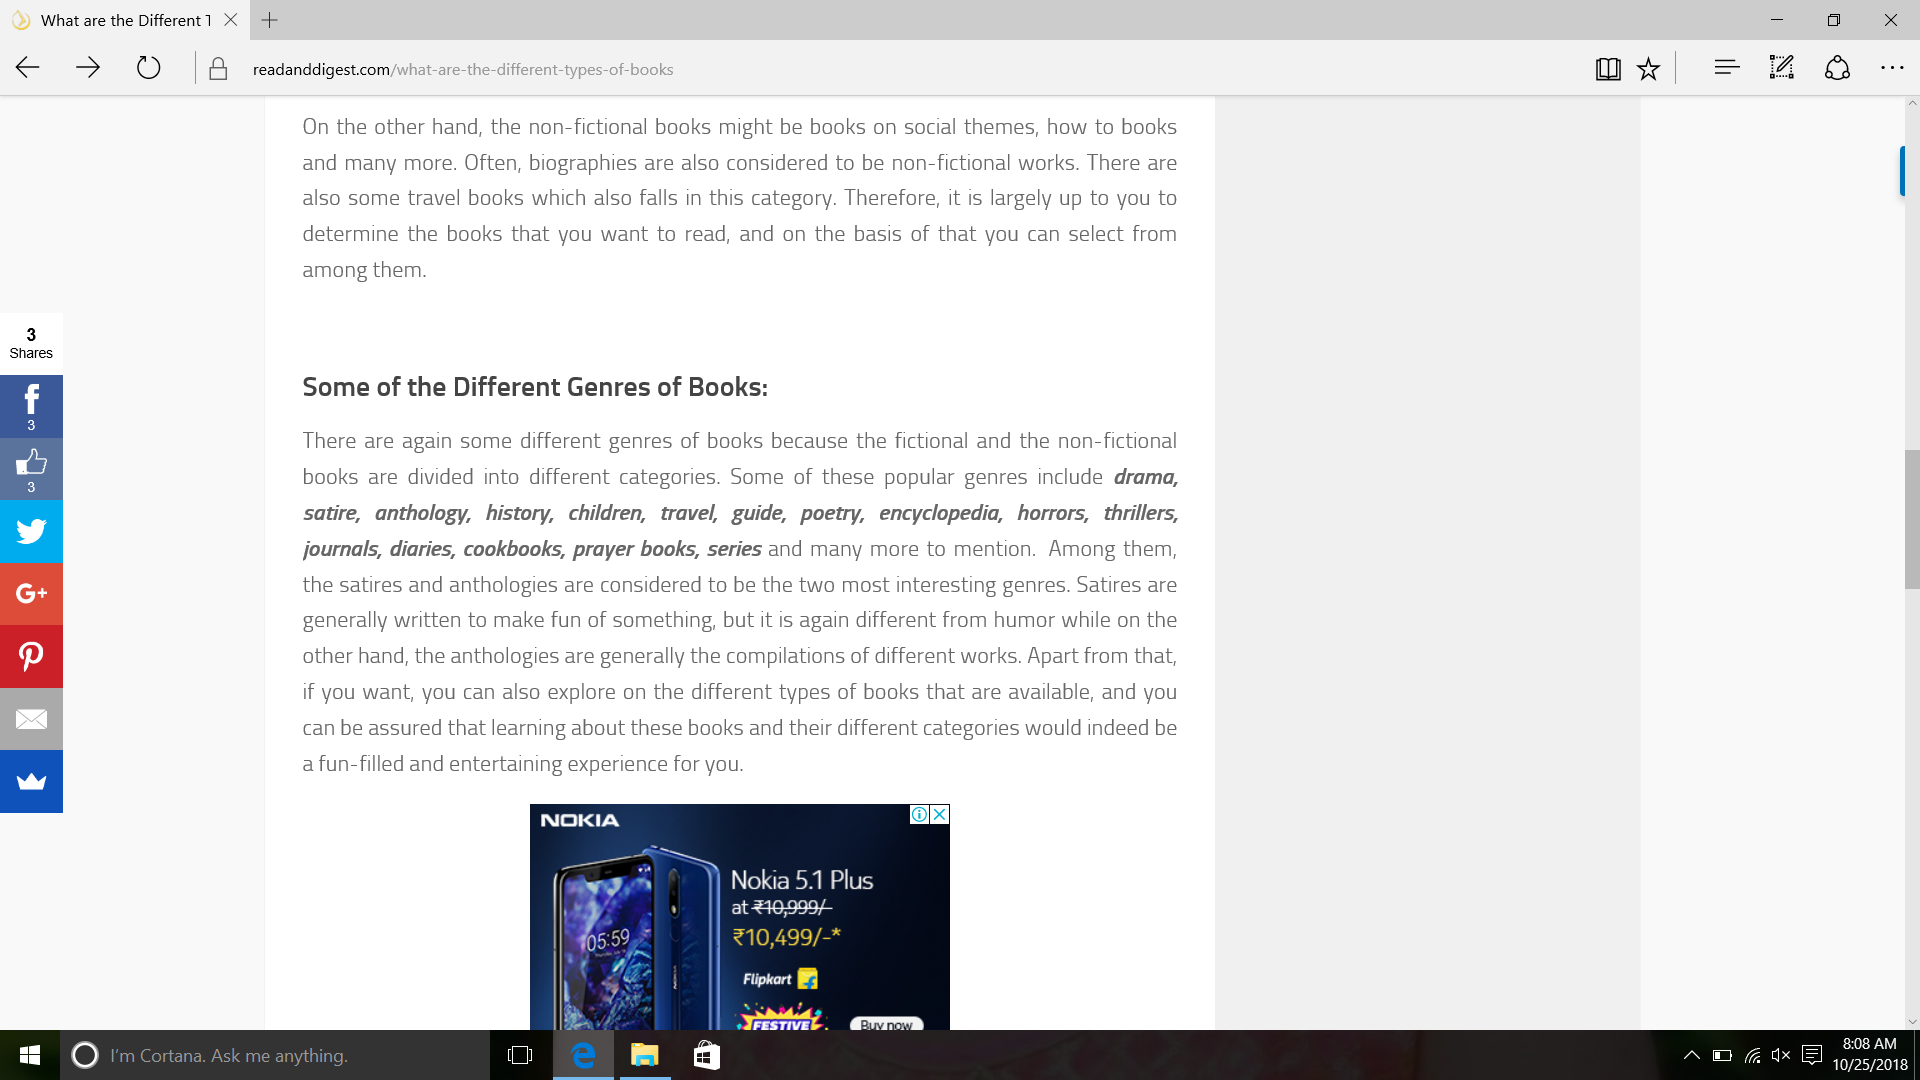 What are the Different T
readanddigest.com/what-are-the-different-types-of-books
On the other hand, the non-fictional books might be books on social themes, how to books
and many more. Often, biographies are also considered to be non-fictional works. There are
also some travel books which also falls in this category. Therefore, it is largely up to you to
determine the books that you want to read, and on the basis of that you can select from
among them.
3
Shares
3
3
G+
Some of the Different Genres of Books:
There are again some different genres of books because the fictional and the non-fictional
books are divided into different categories. Some of these popular genres include drama,
satire, anthology, history, children, travel, guide, poetry, encyclopedia, horrors, thrillers,
journals, diaries, cookbooks, prayer books, series and many more to mention. Among them,
the satires and anthologies are considered to be the two most interesting genres. Satires are
generally written to make fun of something, but it is again different from humor while on the
other hand, the anthologies are generally the compilations of different works. Apart from that,
if you want, you can also explore on the different types of books that are available, and you
can be assured that learning about these books and their different categories would indeed be
a fun-filled and entertaining experience for you.
NOKIA
Nokia 5.1 Plus
at ₹10,999/-
₹10,499/-*
Flipkart
FESTIVE
Buy now
05:59
NOKIA
I'm Cortana. Ask me anything.
8:08 AM
10/25/2018